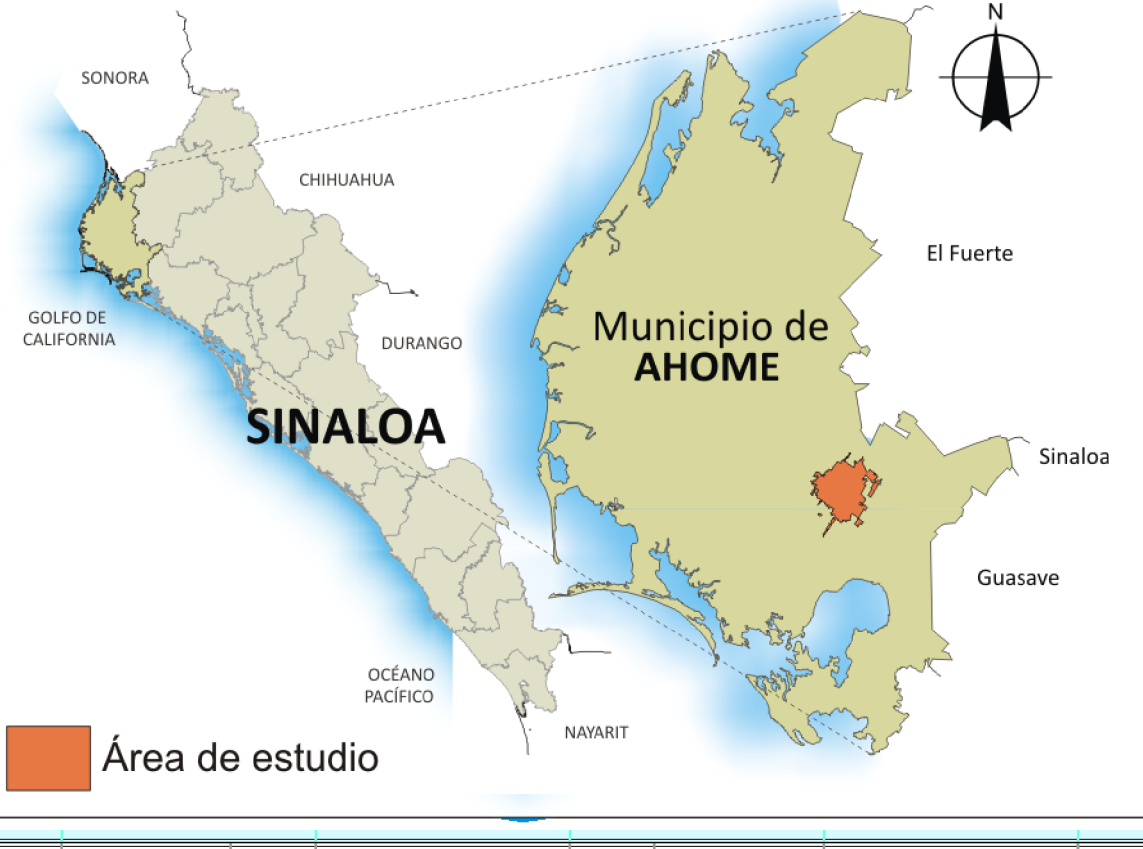 N
SONORA
CHIHUAHUA
El Fuerte
GOLFO DE
CALIFORNIA
DURANGO
Municipio de
AHOME
SINALOA
Sinaloa
Guasave
OCÉANO
PACÍFICO
NAYARIT
Área de estudio